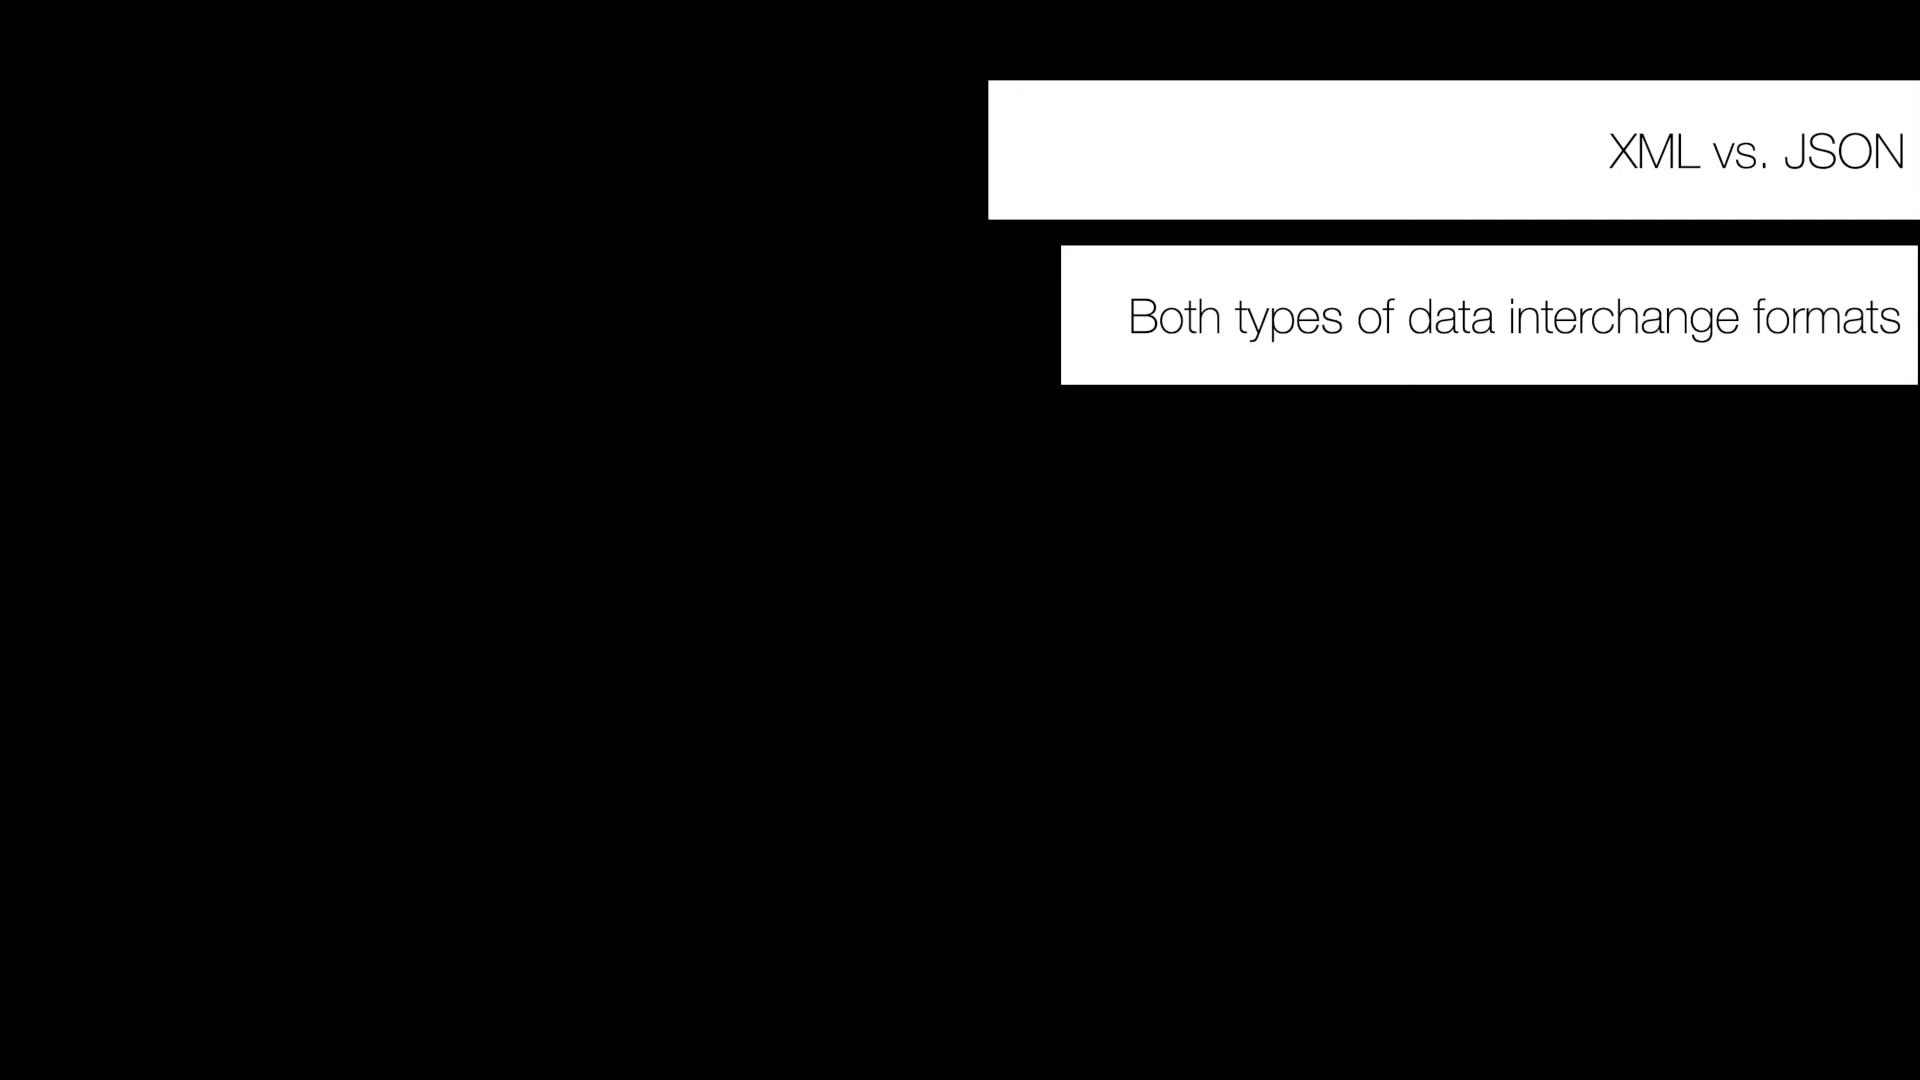 XML vs. JSON
Both types of data interchange formats